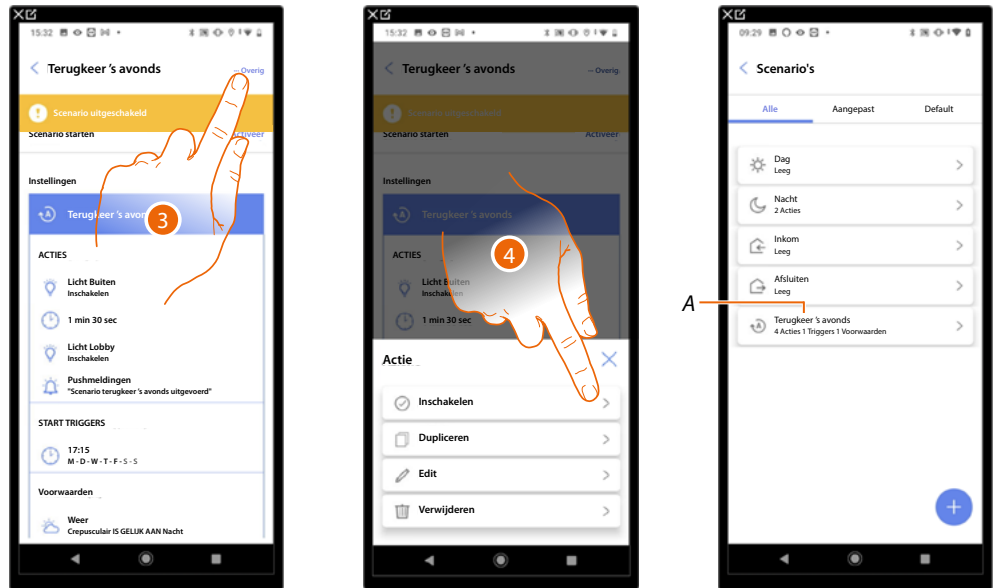 15:32
Terugkeer 's avonds
··· Overig
Scenario uitgeschakeld
Scenario starten
Activeer
Instellingen
Terugkeer 's avon
3
ACTIES
Licht Buiten
Inschakelen
1 min 30 sec
Licht Lobby
Inschakelen
Pushmeldingen
"Scenario terugkeer 's avonds uitgevoerd"
START TRIGGERS
17:15
M-D-W-T-F-S-S
Voorwaarden
Weer
Crepusculair IS GELIJK AAN Nacht
15:32
Terugkeer 's avonds
··· Overig
Scenario uitgeschakeld
Scenario starten
Activeer
Instellingen
Terugkeer 's avonds
4
ACTIES
Licht Buiten
Inschakelen
1 min 30 sec
Actie
Inschakelen
Dupliceren
Edit
Verwijderen
09:29
Scenario's
Alle
Aangepast
Default
Dag
Leeg
Nacht
2 Acties
Inkom
Leeg
Afsluiten
Leeg
A
Terugkeer 's avonds
4 Acties 1 Triggers 1 Voorwaarden